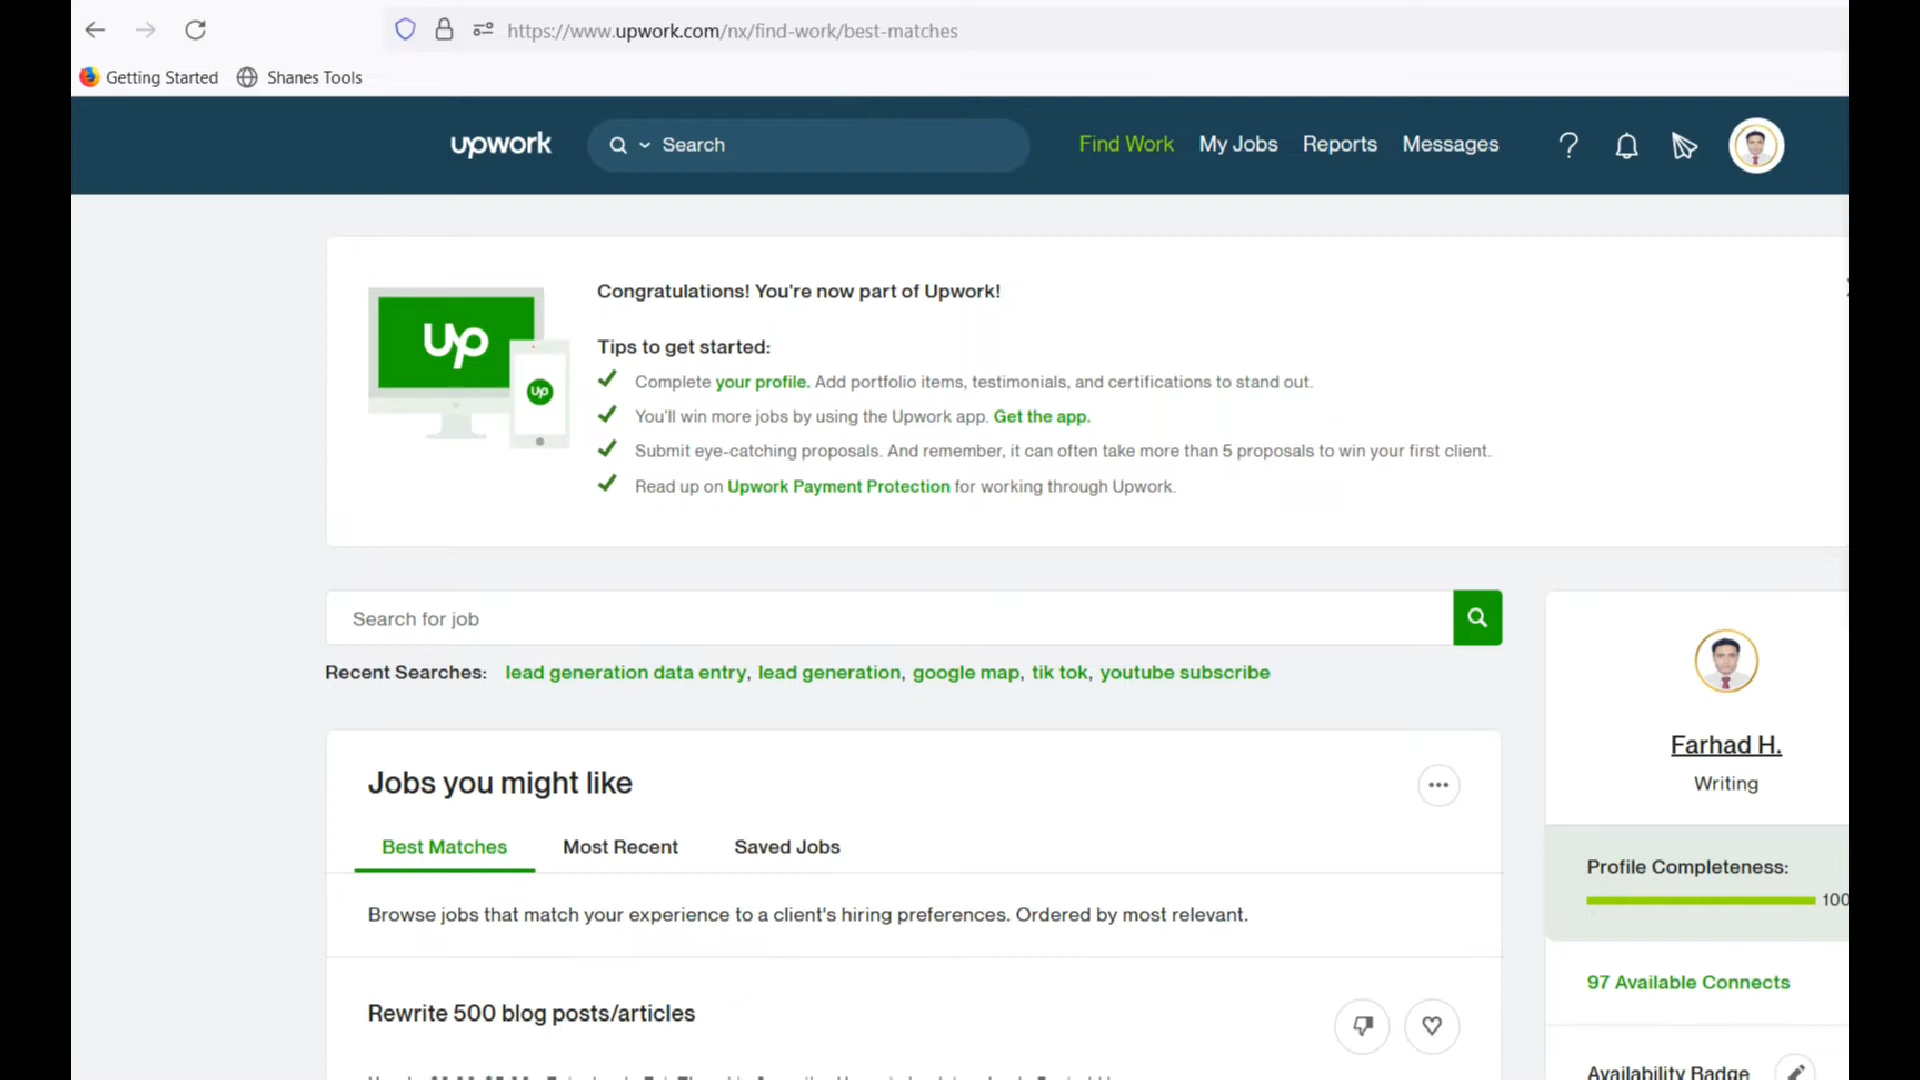 https://www.upwork.com/nx/find-work/best-matches
Getting Started Shanes Tools
upwork Search Find Work My Jobs Reports Messages
Congratulations! You're now part of Upwork!
Tips to get started:
Complete your profile. Add portfolio items, testimonials, and certifications to stand out.
You'll win more jobs by using the Upwork app. Get the app.
Submit eye-catching proposals. And remember, it can often take more than 5 proposals to win your first client.
Read up on Upwork Payment Protection for working through Upwork.
up
up
Search for job
Recent Searches: lead generation data entry, lead generation, google map, tik tok, youtube subscribe
Jobs you might like
Best Matches Most Recent Saved Jobs
Browse jobs that match your experience to a client's hiring preferences. Ordered by most relevant.
Rewrite 500 blog posts/articles
Farhad H.
Writing
Profile Completeness:
100
97 Available Connects
Availability Badge